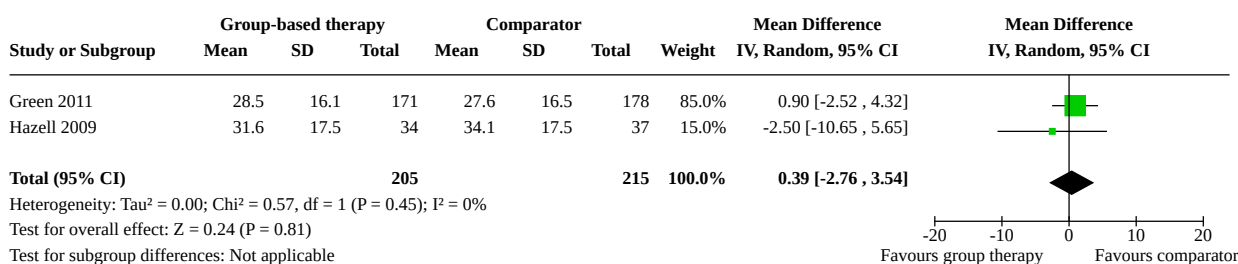 Group-based therapy Comparator Mean Difference Mean Difference
Study or Subgroup Mean SD Total Mean SD Total Weight IV, Random, 95% CI IV, Random, 95% CI
Green 2011 28.5 16.1 171 27.6 16.5 178 85.0% 0.90 [-2.52 , 4.32]
Hazell 2009 31.6 17.5 34 34.1 17.5 37 15.0% -2.50 [-10.65 , 5.65]
Total (95% CI) 205 215 100.0% 0.39 [-2.76 , 3.54]
Heterogeneity: Tau² = 0.00; Chi² = 0.57, df = 1 (P = 0.45); I² = 0%
Test for overall effect: Z = 0.24 (P = 0.81) -20 -10 0 10 20
Test for subgroup differences: Not applicable Favours group therapy Favours comparator